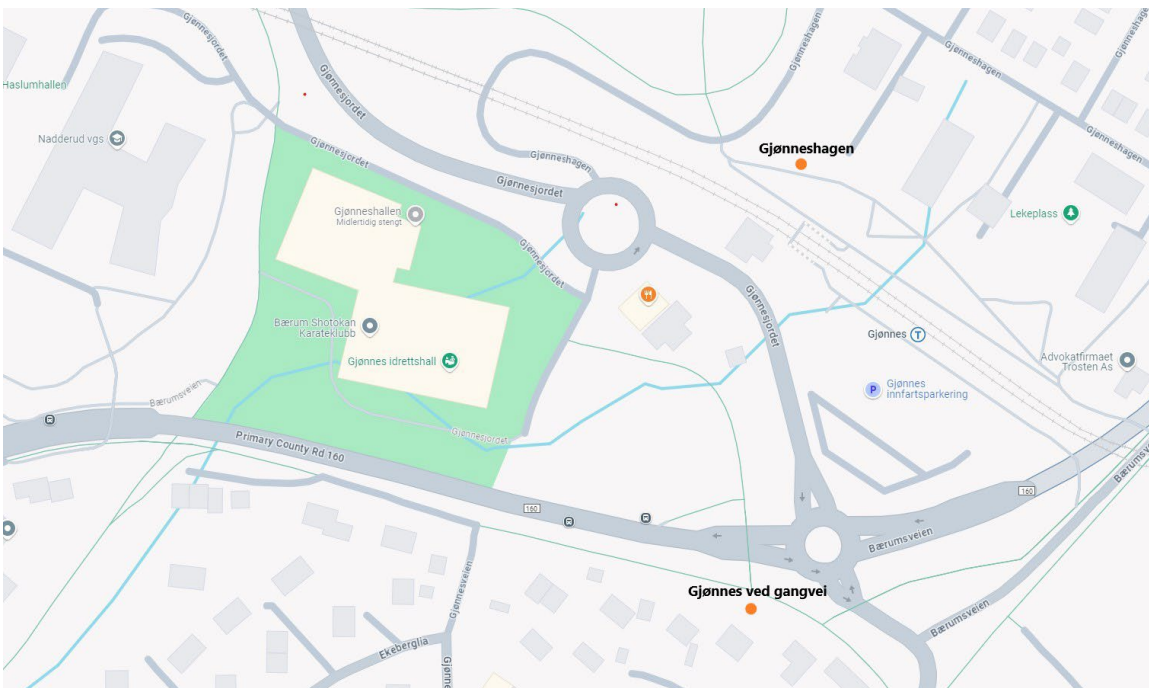 Haslumhallen
Nadderud vgs
Gjønnesjordet
Gjønnesjordet
Gjønnesjordet
Gjønneshagen
Gjønnesjordet
Gjønneshagen
Gjønneshagen
Gjønneshagen
Gjønneshagen
Gjønneshagen
Lekeplass
Gjønneshallen
Midlertidig stengt
Gjønnesjordet
Bærum Shotokan
Karateklubb
Gjønnes idrettshall
Gjønnesjordet
Gjønnes
T
Advokatfirmaet
Trosten As
P
Gjønnes
innfartsparkering
Bærumsveien
Gjønnesjordet
Primary County Rd 160
160
160
Bærumsveien
Bærumsveien
Gjønnes ved gangvei
Bærumsveien
Gjønnesveien
Ekeberglia